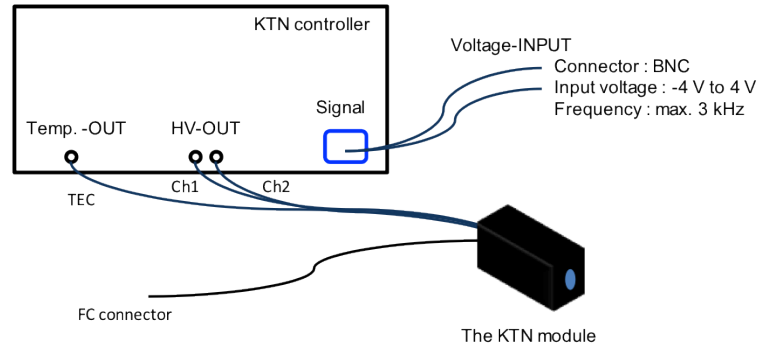 KTN controller
Voltage-INPUT
Connector : BNC
Input voltage : -4 V to 4 V
Frequency : max. 3 kHz
Signal
Temp. -OUT
HV-OUT
TEC
Ch1
Ch2
FC connector
The KTN module